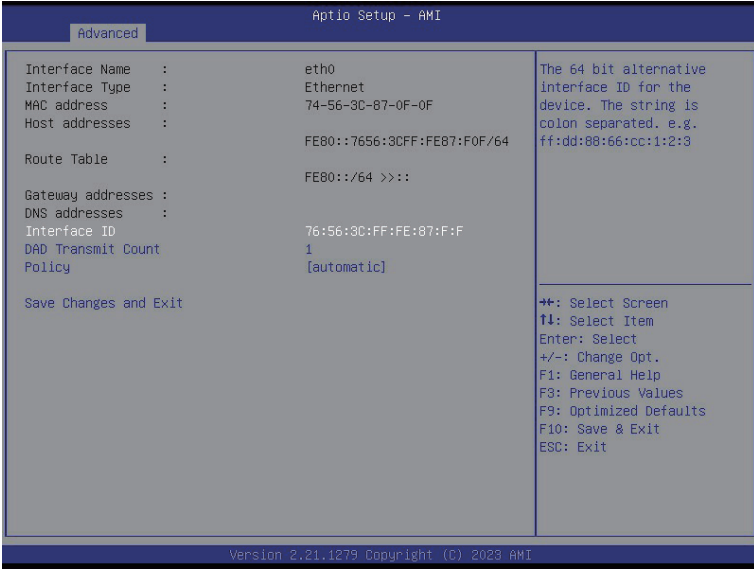 Aptio Setup – AMI
Advanced
Interface Name : eth0
Interface Type : Ethernet
MAC address : 74-56-3C-87-0F-0F
Host addresses :
FE80::7656:3CFF:FE87:F0F/64
Route Table :
FE80::/64 >>::
Gateway addresses :
DNS addresses :
Interface ID 76:56:3C:FF:FE:87:F:F
DAD Transmit Count 1
Policy [automatic]
Save Changes and Exit
The 64 bit alternative
interface ID for the
device. The string is
colon separated. e.g.
ff:dd:88:66:cc:1:2:3
→←: Select Screen
↑↓: Select Item
Enter: Select
+/-: Change Opt.
F1: General Help
F3: Previous Values
F9: Optimized Defaults
F10: Save & Exit
ESC: Exit
Version 2.21.1279 Copyright (C) 2023 AMI